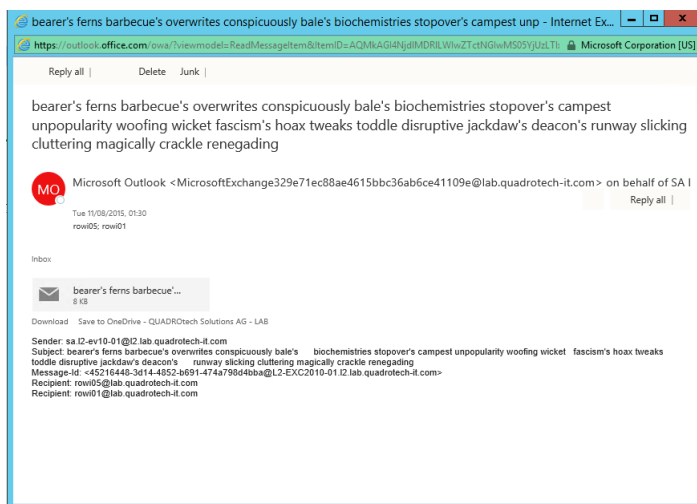 bearer's ferns barbecue's overwrites conspicuously bale's biochemistries stopover's campest unp - Internet Ex...
https://outlook.office.com/owa/?viewmodel=ReadMessageItem&ItemID=AQMkAGI4NjdlMDRiLWIwZTctNGIwMS05YjUzLTI
Microsoft Corporation [US]
Reply all | Delete Junk |
bearer's ferns barbecue's overwrites conspicuously bale's biochemistries stopover's campest
unpopularity woofing wicket fascism's hoax tweaks toddle disruptive jackdaw's deacon's runway slicking
cluttering magically crackle renegading
MO
Microsoft Outlook <MicrosoftExchange329e71ec88ae4615bbc36ab6ce41109e@lab.quadrotech-it.com> on behalf of SA I
Reply all |
Tue 11/08/2015, 01:30
rowi05; rowi01
Inbox
bearer's ferns barbecue'...
8 KB
Download Save to OneDrive - QUADROtech Solutions AG - LAB
Sender: sa.l2-ev10-01@l2.lab.quadrotech-it.com
Subject: bearer's ferns barbecue's overwrites conspicuously bale's biochemistries stopover's campest unpopularity woofing wicket fascism's hoax tweaks
toddle disruptive jackdaw's deacon's runway slicking cluttering magically crackle renegading
Message-Id: <45216448-3d14-4852-b691-474a798d4bba@L2-EXC2010-01.l2.lab.quadrotech-it.com>
Recipient: rowi05@lab.quadrotech-it.com
Recipient: rowi01@lab.quadrotech-it.com